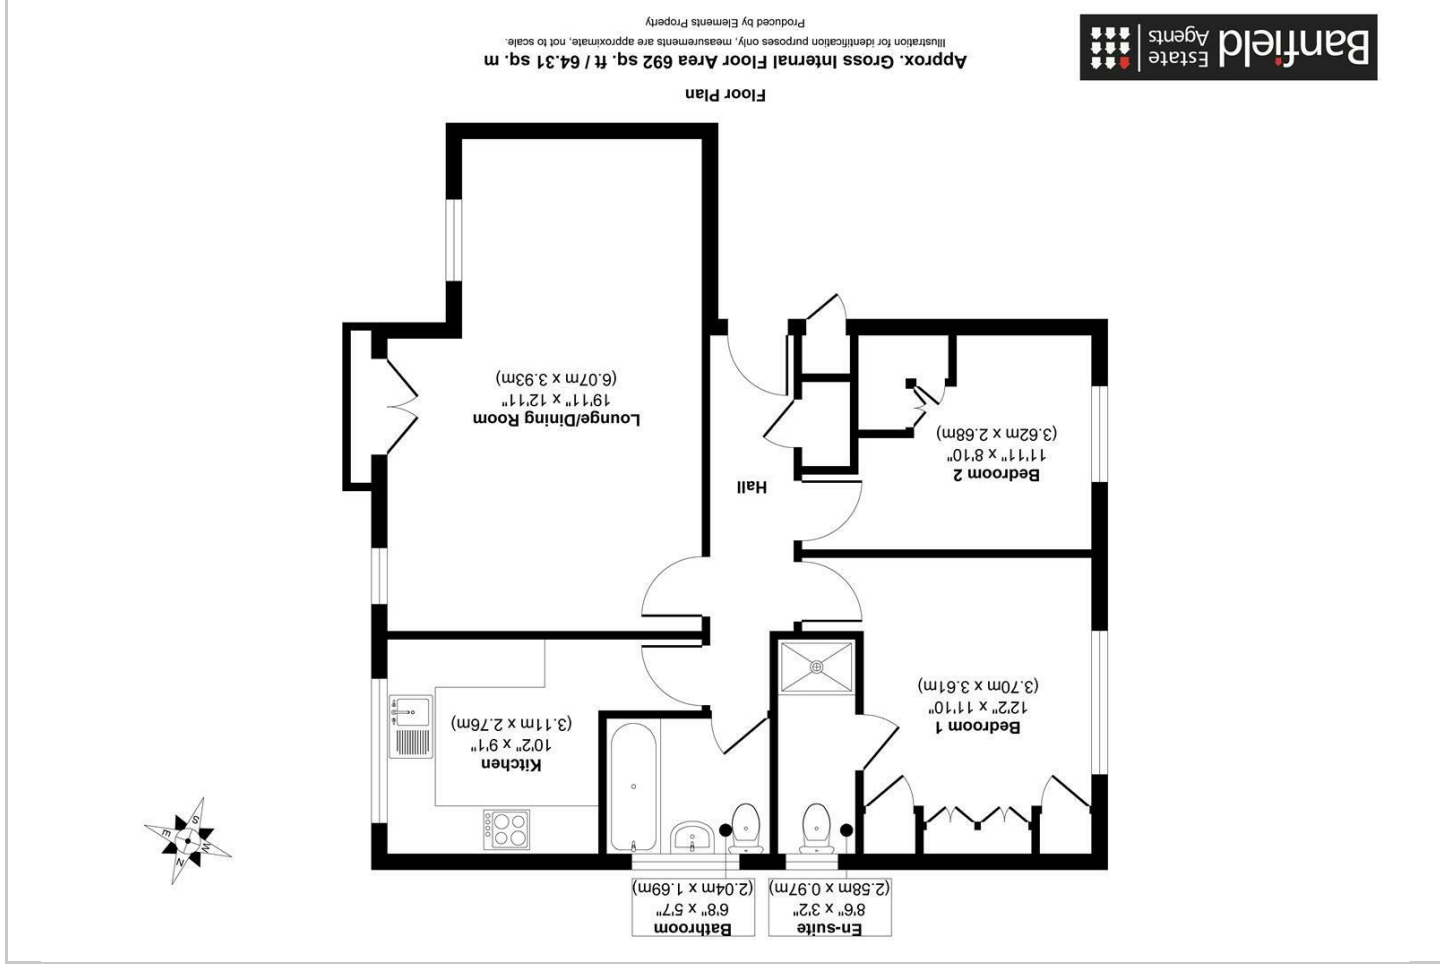 En-suite
8'6" x 3'2"
(2.58m x 0.97m)
Bathroom
6'8" x 5'7"
(2.04m x 1.69m)
N
E
S
W
Bedroom 1
12'2" x 11'10"
(3.70m x 3.61m)
Kitchen
10'2" x 9'1"
(3.11m x 2.76m)
Hall
Bedroom 2
11'11" x 8'10"
(3.62m x 2.68m)
Lounge/Dining Room
19'11" x 12'11"
(6.07m x 3.93m)
Floor Plan
Approx. Gross Internal Floor Area 692 sq. ft / 64.31 sq. m
Illustration for identification purposes only, measurements are approximate, not to scale.
Produced by Elements Property
Banfield
Estate
Agents